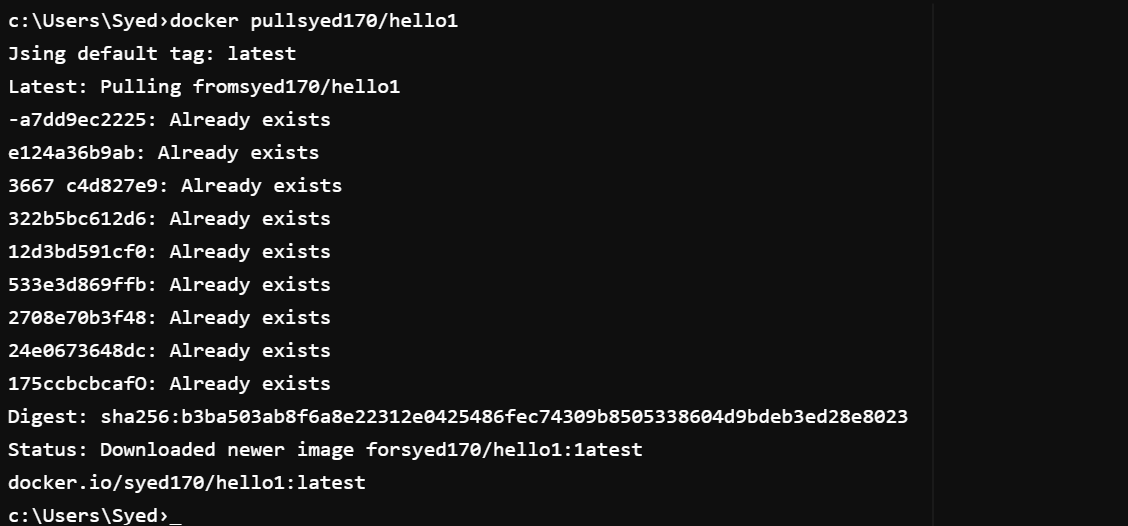 c:\Users\Syed>docker pullsyed170/hello1
Jsing default tag: latest
Latest: Pulling fromsyed170/hello1
-a7dd9ec2225: Already exists
e124a36b9ab: Already exists
3667 c4d827e9: Already exists
322b5bc612d6: Already exists
12d3bd591cf0: Already exists
533e3d869ffb: Already exists
2708e70b3f48: Already exists
24e0673648dc: Already exists
175ccbcbcafO: Already exists
Digest: sha256:b3ba503ab8f6a8e22312e0425486fec74309b8505338604d9bdeb3ed28e8023
Status: Downloaded newer image forsyed170/hello1:1atest
docker.io/syed170/hello1:latest
c:\Users\Syed>_